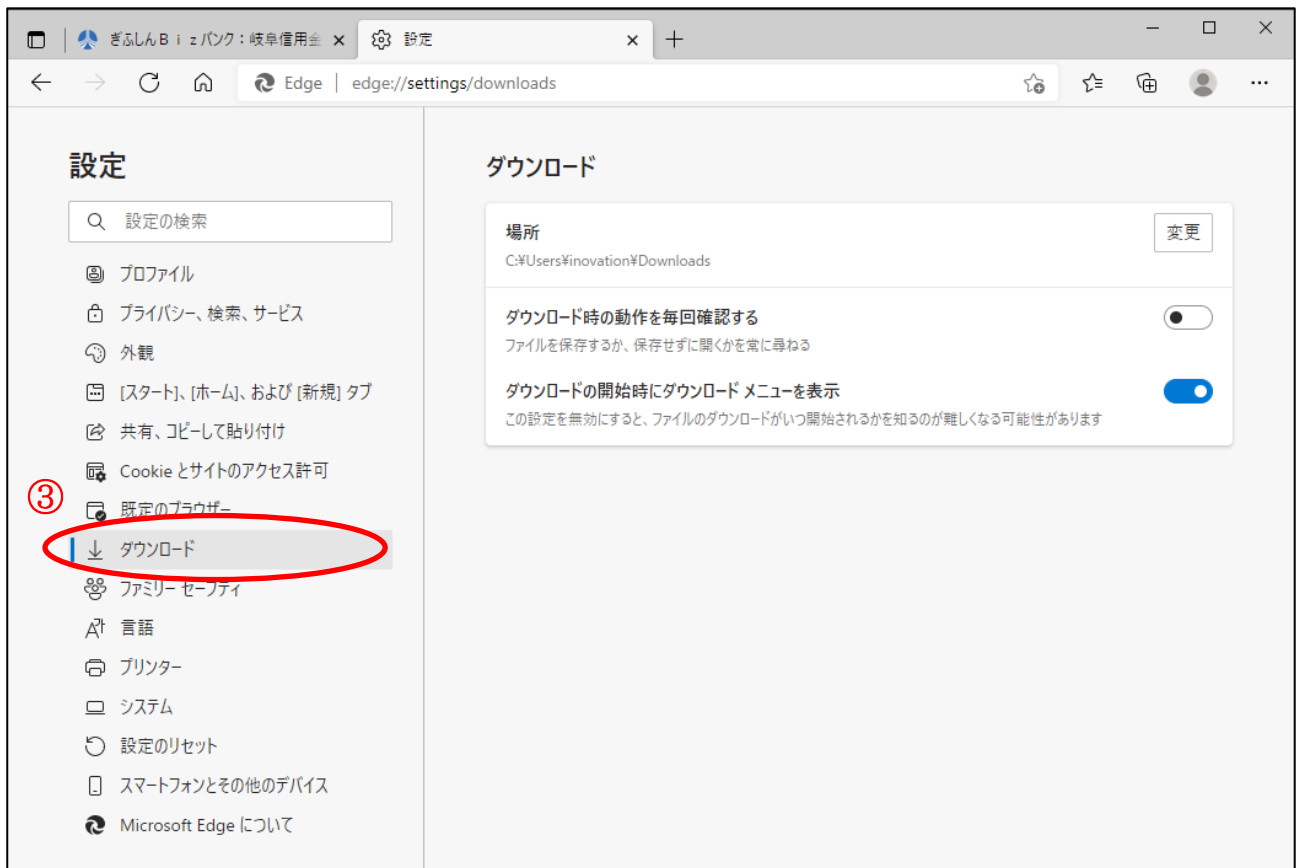 ぎふしんBizバンク：岐阜信用金
設定
Edge
edge://settings/downloads
設定
設定の検索
プロファイル
プライバシー、検索、サービス
外観
[スタート]、[ホーム]、および [新規] タブ
共有、コピーして貼り付け
Cookie とサイトのアクセス許可
③
既定のブラウザー
ダウンロード
ファミリー セーフティ
言語
プリンター
システム
設定のリセット
スマートフォンとその他のデバイス
Microsoft Edge について
ダウンロード
場所
変更
C:¥Users¥inovation¥Downloads
ダウンロード時の動作を毎回確認する
ファイルを保存するか、保存せずに開くかを常に尋ねる
ダウンロードの開始時にダウンロード メニューを表示
この設定を無効にすると、ファイルのダウンロードがいつ開始されるかを知るのが難しくなる可能性があります